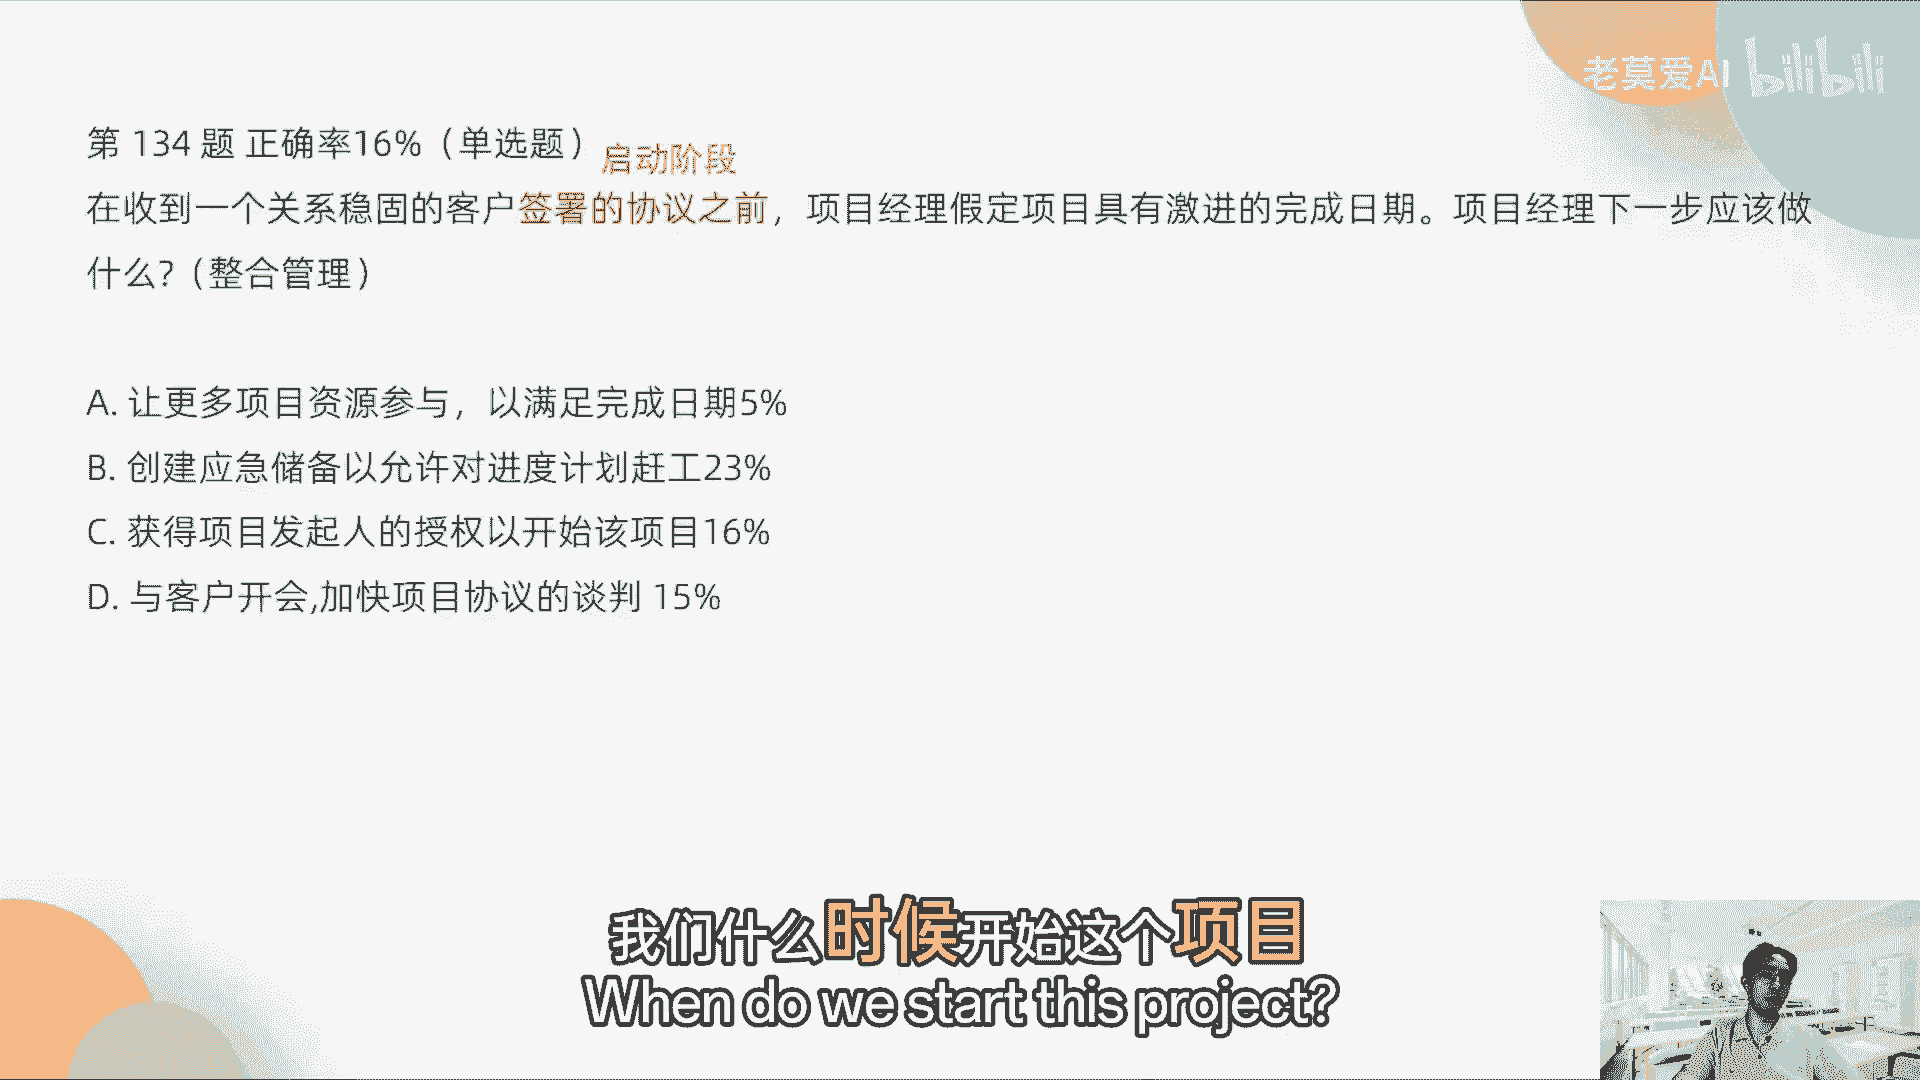 老莫爱AI bilibili
第 134 题 正确率16%（单选题）
启动阶段
在收到一个关系稳固的客户签署的协议之前，项目经理假定项目具有激进的完成日期。项目经理下一步应该做
什么？（整合管理）
A. 让更多项目资源参与，以满足完成日期5%
B. 创建应急储备以允许对进度计划赶工23%
C. 获得项目发起人的授权以开始该项目16%
D. 与客户开会,加快项目协议的谈判 15%
我们什么时候开始这个项目
When do we start this project?